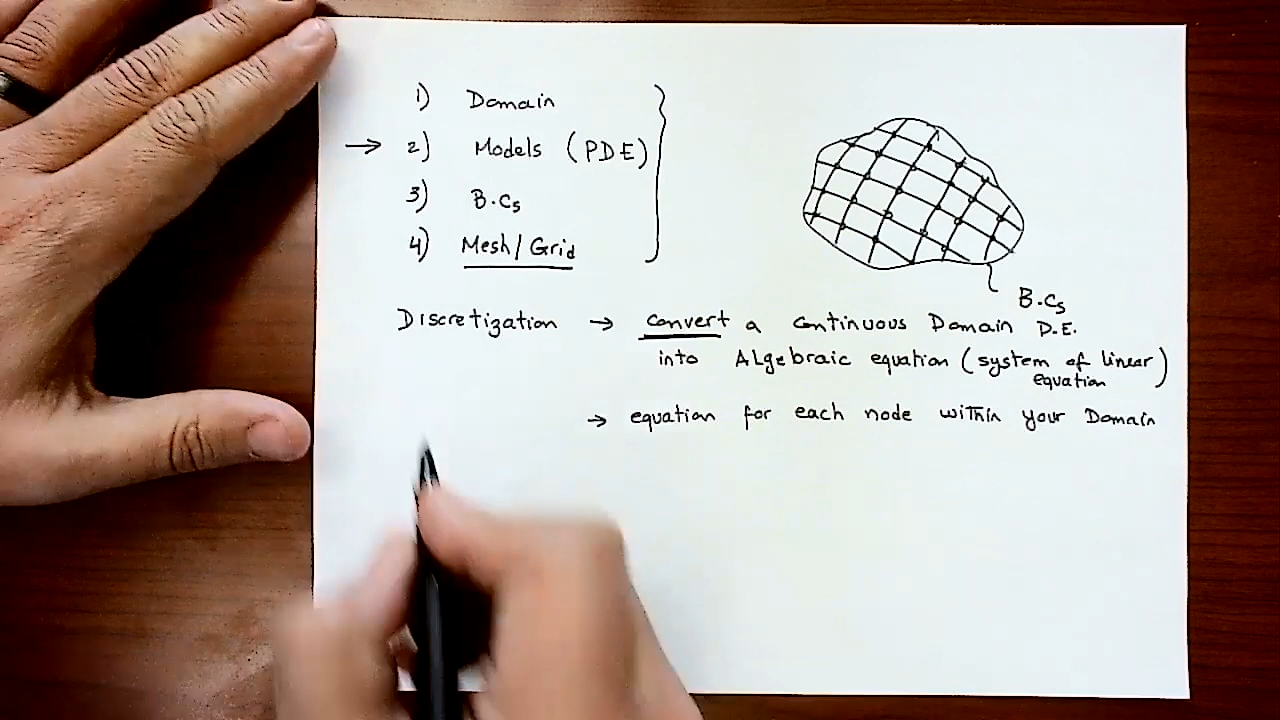 1) Domain
→ 2) Models (PDE)
3) B.Cs
4) Mesh/Grid
B.Cs
Discretization → convert a continuous Domain D.E.
into Algebraic equation (system of linear equation)
→ equation for each node within your Domain